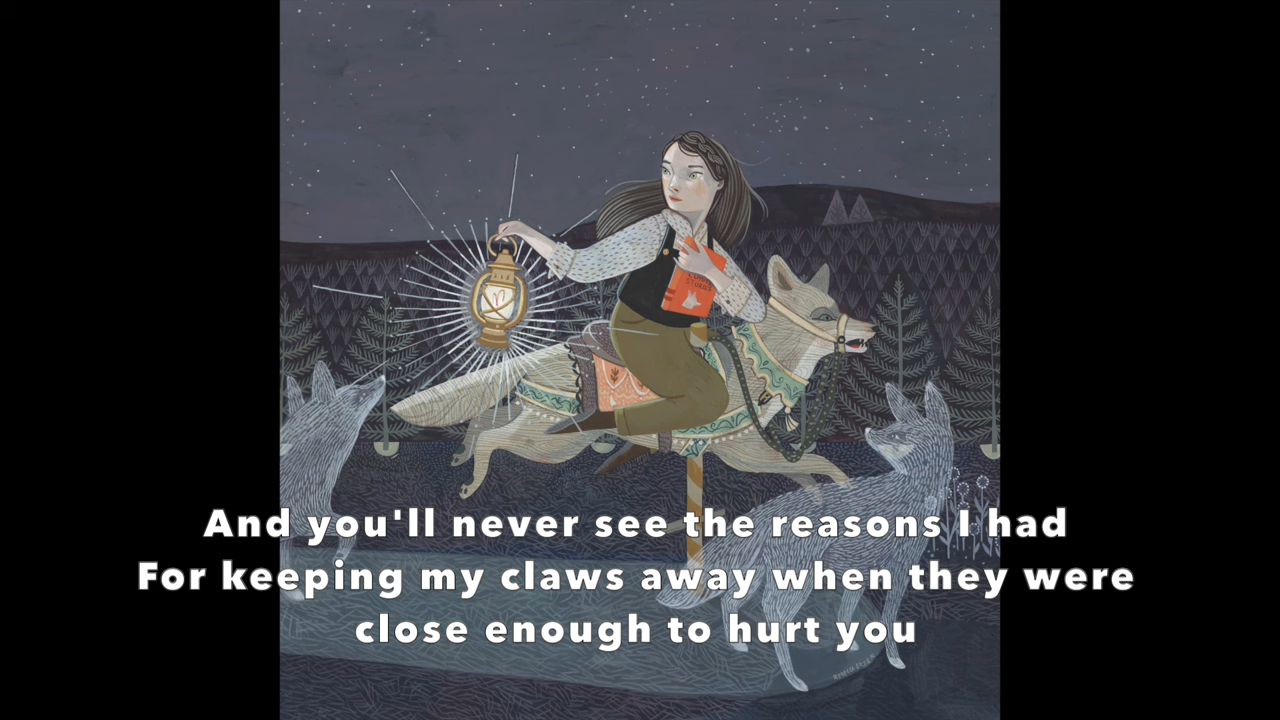 STORIES
And you'll never see the reasons I had
For keeping my claws away when they were
close enough to hurt you